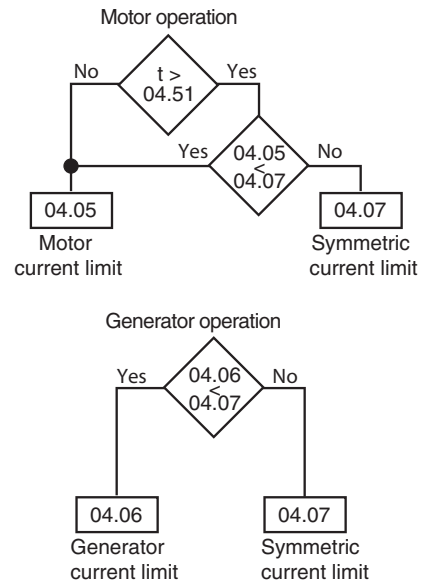 Motor operation
No
t >
04.51
Yes
Yes
04.05
<
04.07
No
04.05
Motor
current limit
04.07
Symmetric
current limit
Generator operation
Yes
04.06
<
04.07
No
04.06
Generator
current limit
04.07
Symmetric
current limit